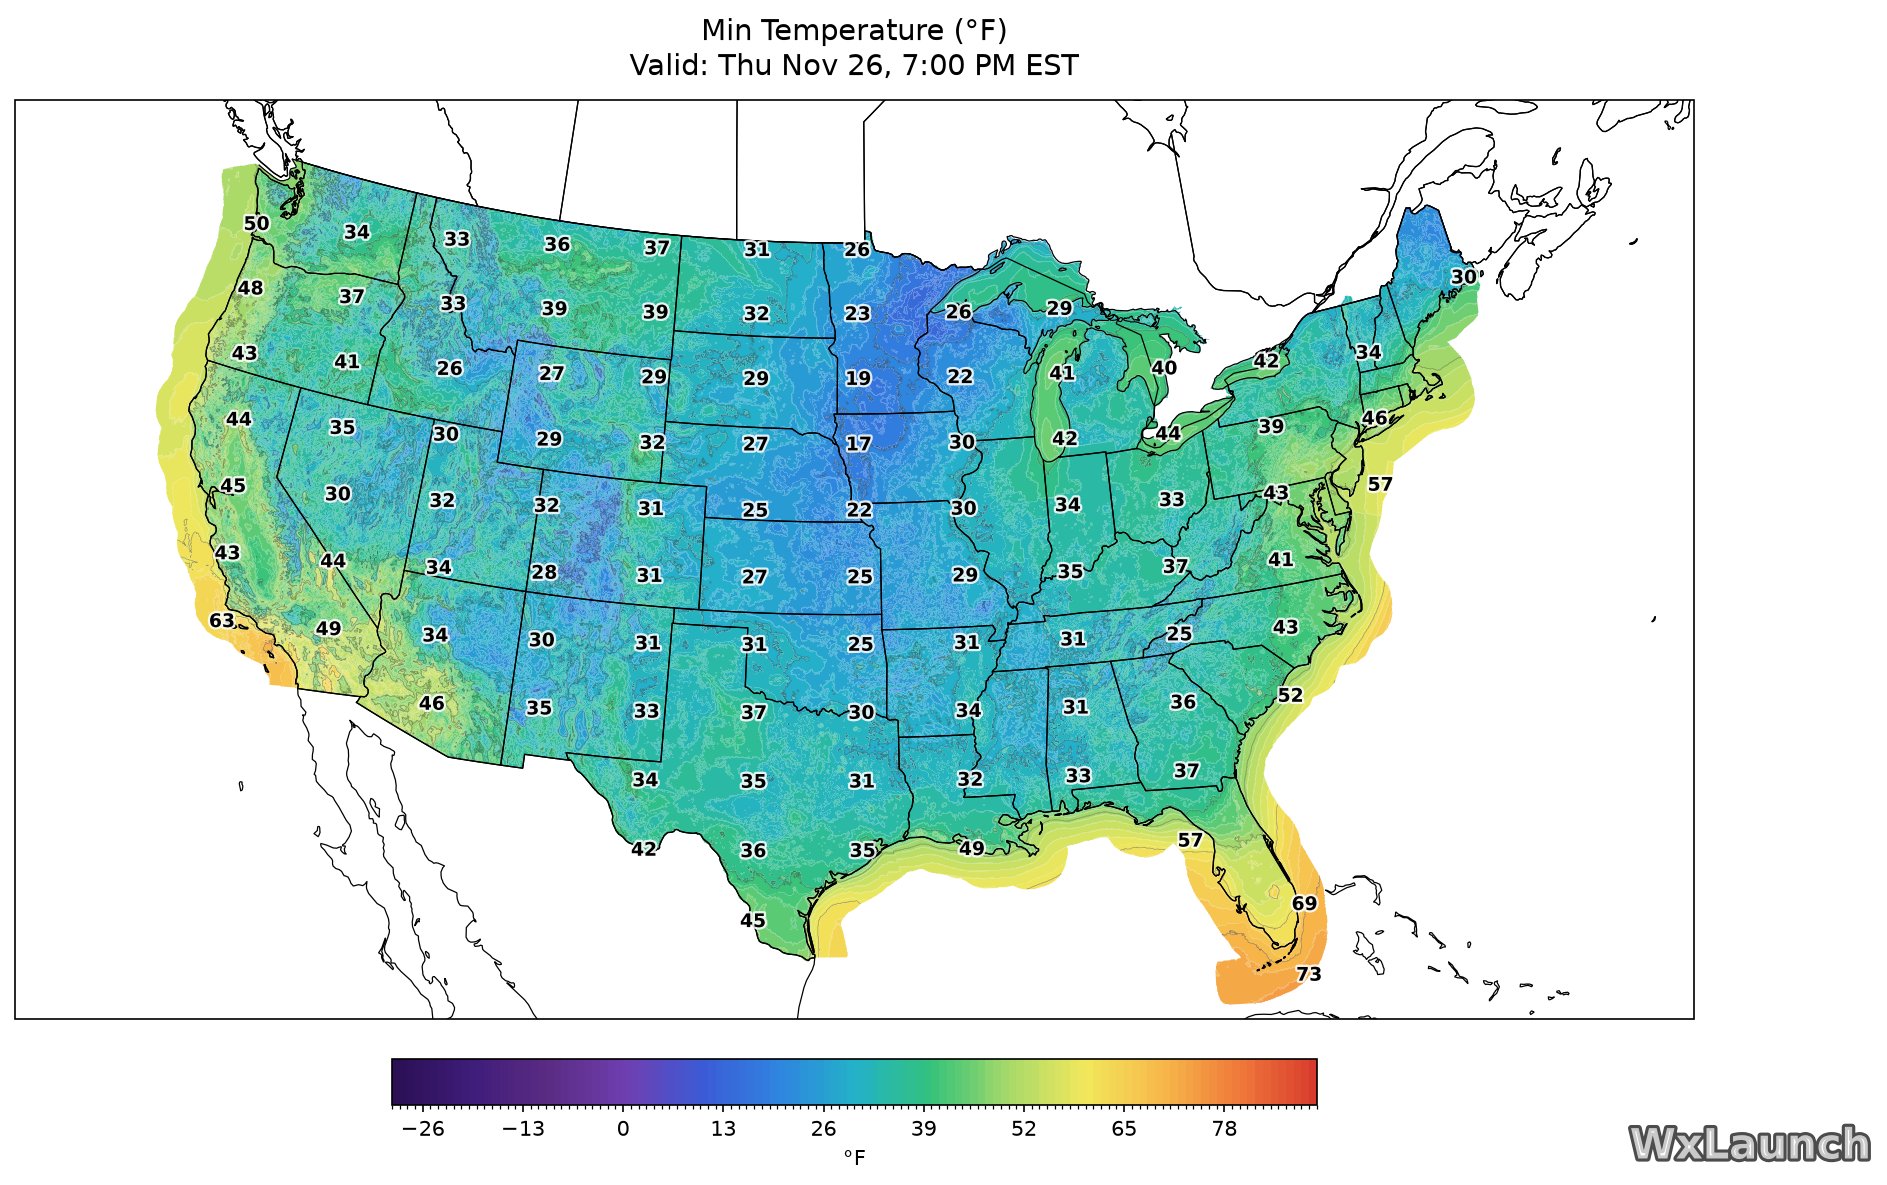 Min Temperature (°F)
Valid: Thu Nov 26, 7:00 PM EST
50 34 33 36 37 31 26 30
48 37 33 39 39 32 23 26 29
43 41 26 27 29 29 19 22 41 40 42 34
44 35 30 29 32 27 17 30 42 44 39 46
45 30 32 32 31 25 22 30 34 33 43 57
43 44 34 28 31 27 25 29 35 37 41
63 49 34 30 31 31 25 31 31 25 43
46 35 33 37 30 34 31 36 52
34 35 31 32 33 37
42 36 35 49 57
45 69
73
−26 −13 0 13 26 39 52 65 78
°F
WxLaunch